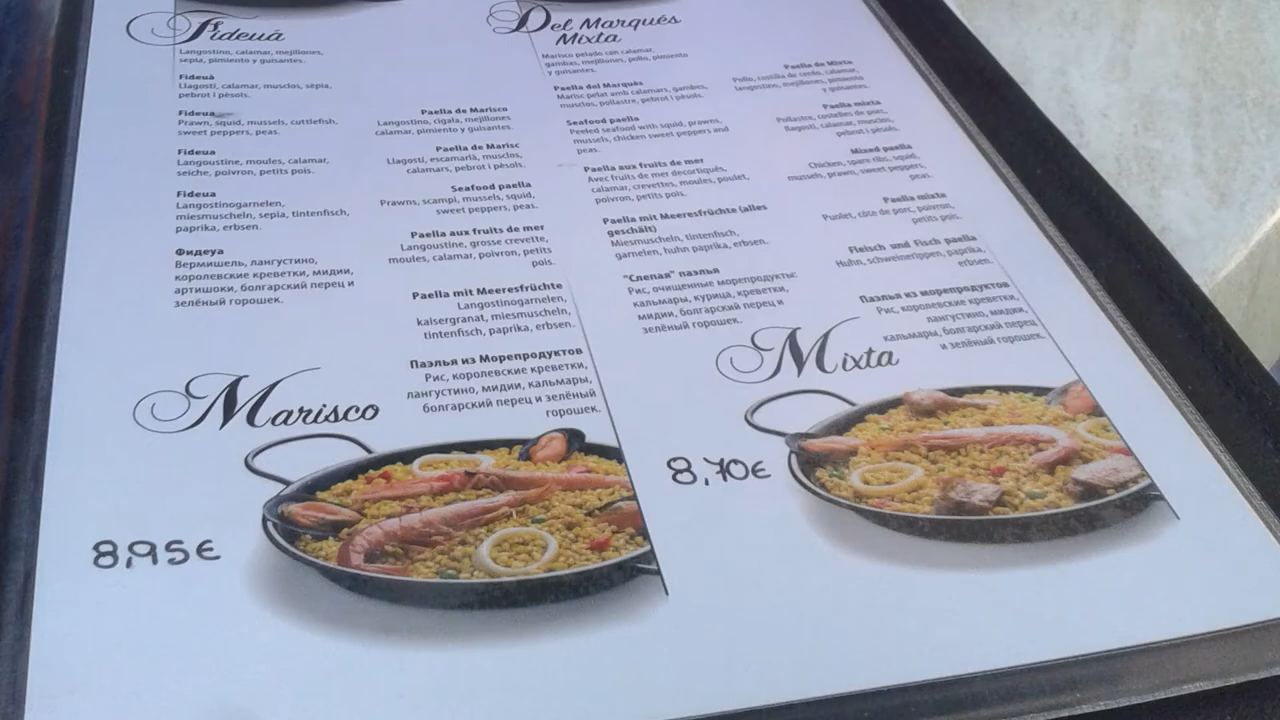 Fideuà
Langostino, calamar, mejillones,
sepia, pimiento y guisantes.
Fideuà
Llagostí, calamar, musclos, sèpia,
pebrot i pèsols.
Fideua
Prawn, squid, mussels, cuttlefish,
sweet peppers, peas.
Fideua
Langoustine, moules, calamar,
seiche, poivron, petits pois.
Fideua
Langostinogarnelen,
miesmuscheln, sepia, tintenfisch,
paprika, erbsen.
Фидеуа
Вермишель, лангустино,
королевские креветки, мидии,
артишоки, болгарский перец и
зелёный горошек.
Paella de Marisco
Langostino, cigala, mejillones
calamar, pimiento y guisantes.
Paella de Marisc
Llagostí, escamarlà, musclos,
calamars, pebrot i pèsols.
Seafood paella
Prawns, scampi, mussels, squid,
sweet peppers, peas.
Paella aux fruits de mer
Langoustine, grosse crevette,
moules, calamar, poivron, petits
pois.
Paella mit Meeresfrüchte
Langostinogarnelen,
kaisergranat, miesmuscheln,
tintenfisch, paprika, erbsen.
Паэлья из Морепродуктов
Рис, королевские креветки,
лангустино, мидии, кальмары,
болгарский перец и зелёный
горошек.
Marisco
8,95€
Del Marqués
Mixta
Marisco pelado con calamar,
gambas, mejillones, pollo, pimiento
y guisantes.
Paella del Marquès
Marisc pelat amb calamars, gambes,
musclos, pollastre, pebrot i pèsols.
Seafood paella
Peeled seafood with squid, prawns,
mussels, chicken sweet peppers and
peas.
Paella aux fruits de mer
Avec fruits de mer decortiqués,
calamar, crevettes, moules, poulet,
poivron, petits pois.
Paella mit Meeresfrüchte (alles
geschält)
Miesmuscheln, tintenfisch,
garnelen, huhn paprika, erbsen.
"Слепая" паэлья
Рис, очищенные морепродукты:
кальмары, курица, креветки,
мидии, болгарский перец и
зелёный горошек.
Paella de Mixta
Pollo, costilla de cerdo, calamar,
langostino, mejillones, pimiento
y guisantes.
Paella mixta
Pollastre, costelles de porc,
llagostí, calamar, musclos,
pebrot i pèsols.
Mixed paella
Chicken, spare ribs, squid,
mussels, prawn, sweet peppers,
peas.
Paella mixte
Puolet, côte de porc, poivron,
petits pois.
Fleisch und Fisch paella
Huhn, schweinerippen, paprika,
erbsen.
Паэлья из морепродуктов
Рис, королевские креветки,
лангустино, мидии,
кальмары, болгарский перец
и зелёный горошек.
Mixta
8,70€